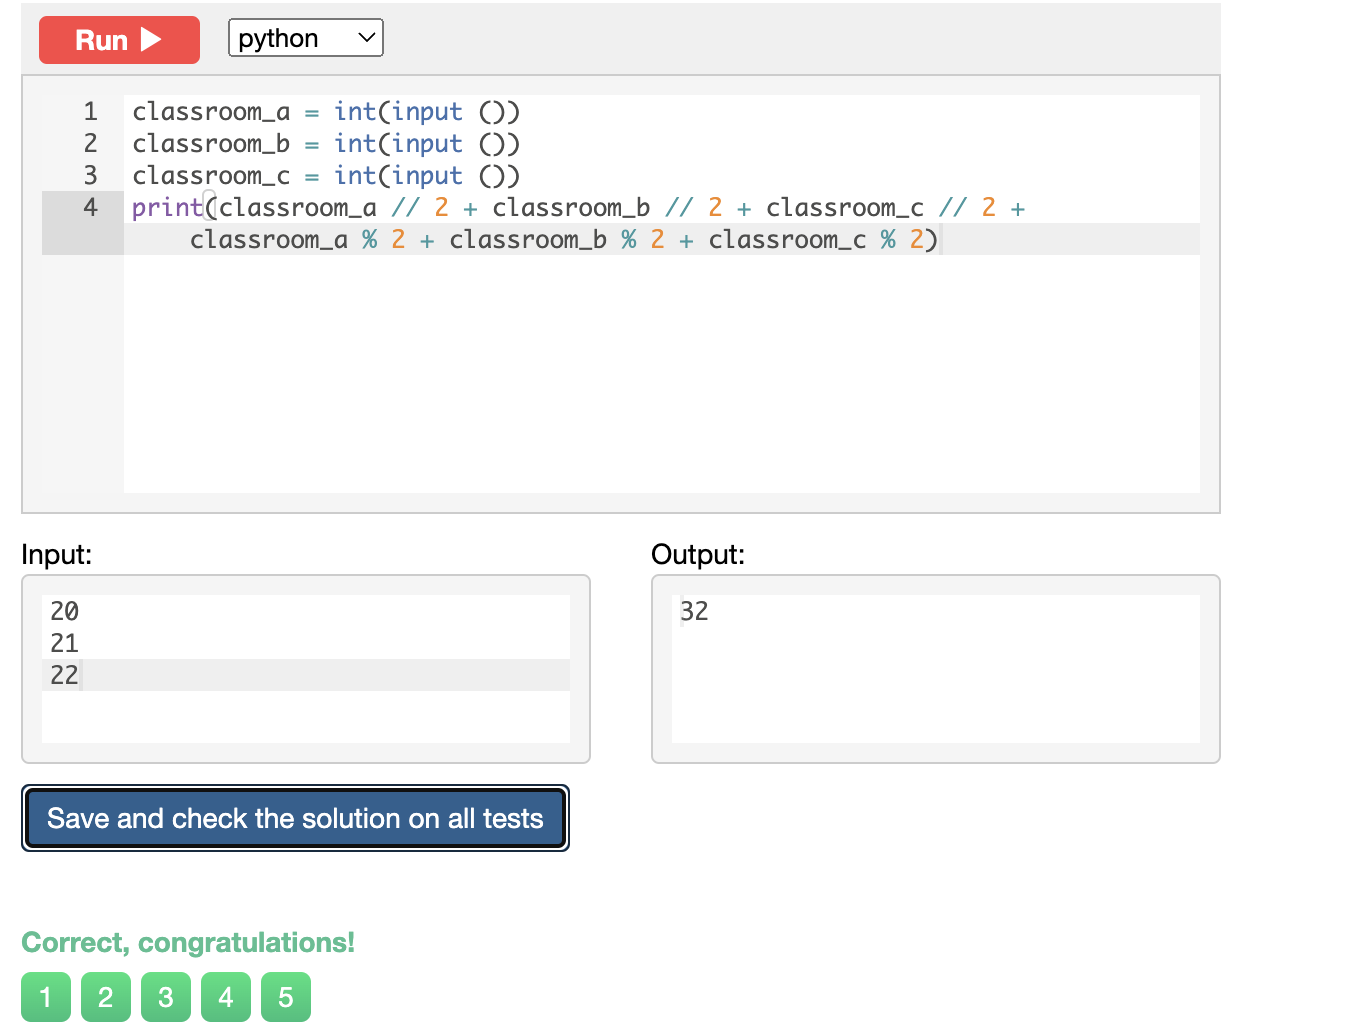 Run
python
1 classroom_a = int(input ())
2 classroom_b = int(input ())
3 classroom_c = int(input ())
4 print(classroom_a // 2 + classroom_b // 2 + classroom_c // 2 +
classroom_a % 2 + classroom_b % 2 + classroom_c % 2)
Input:
20
21
22
Output:
32
Save and check the solution on all tests
Correct, congratulations!
1 2 3 4 5